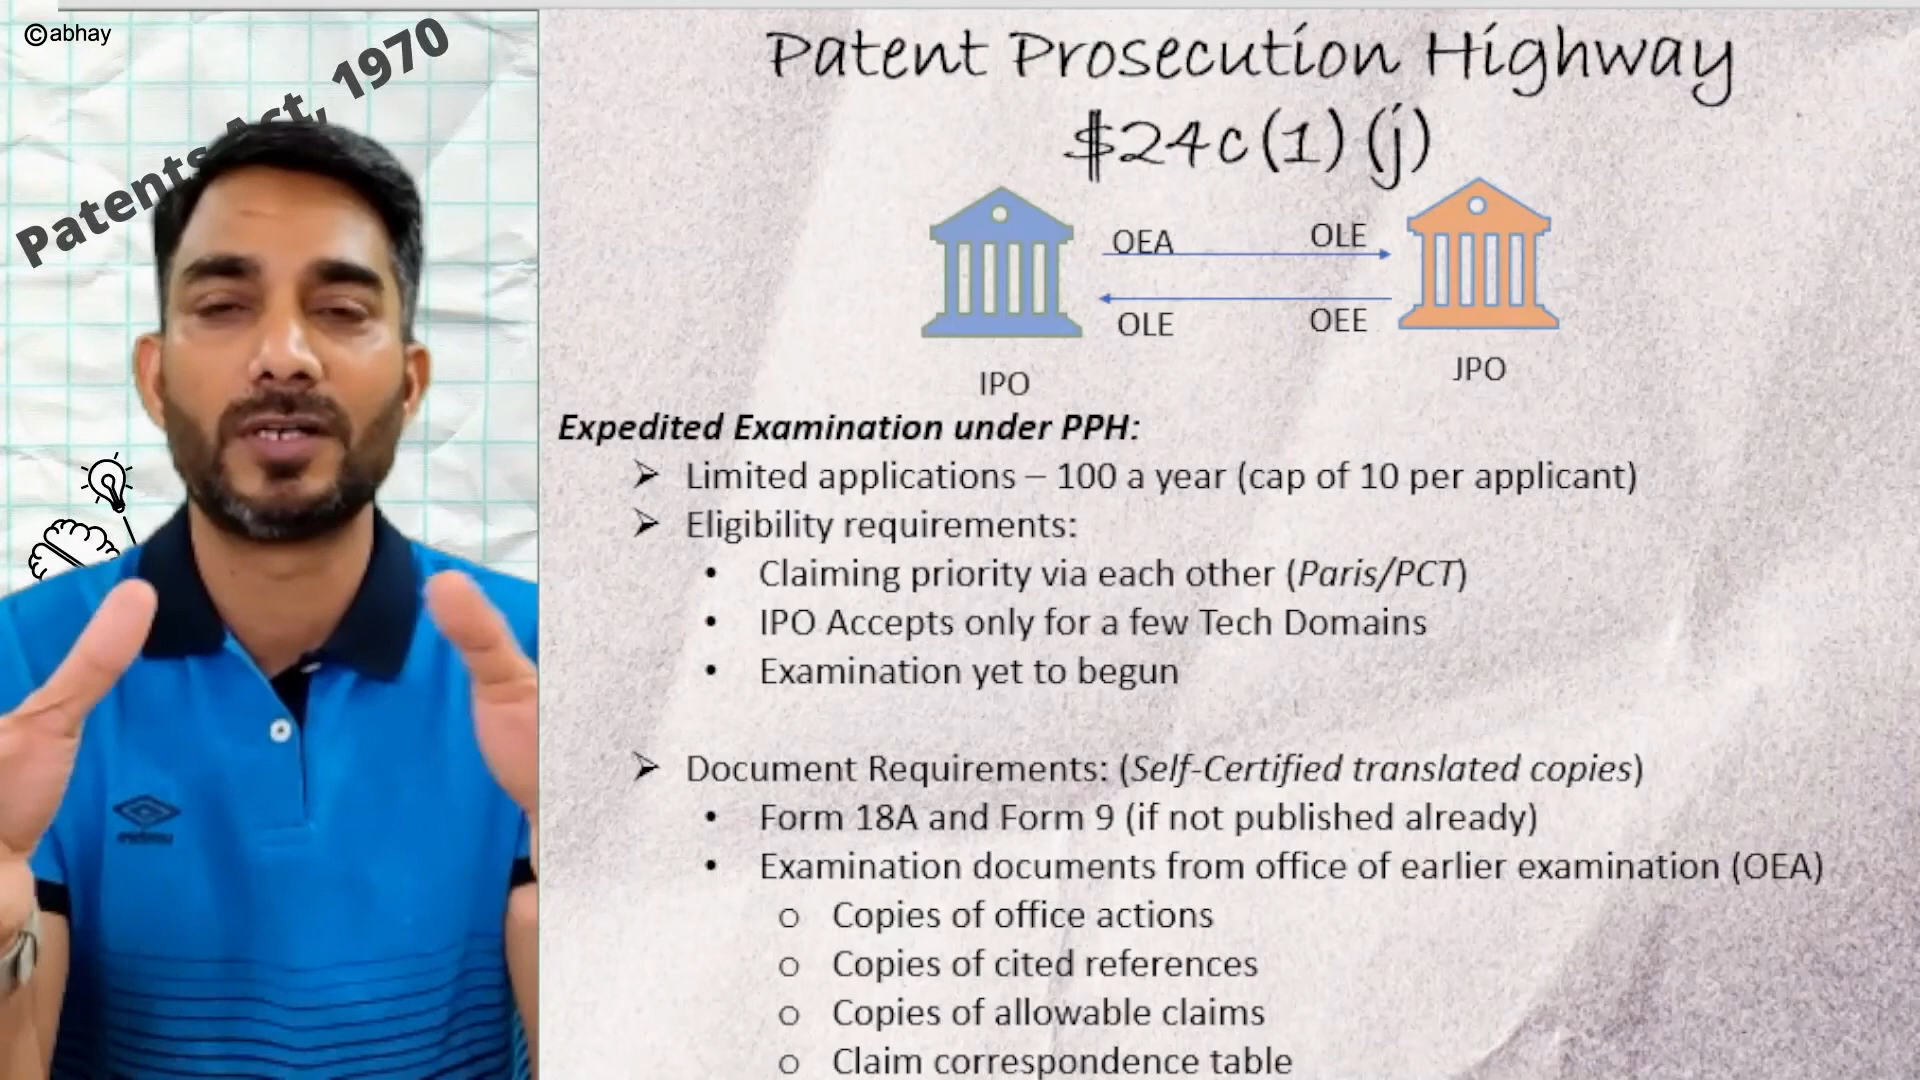 ©abhay
Patents Act, 1970
Patent Prosecution Highway
$24c(1)(j)
OEA OLE
OLE OEE
IPO
JPO
Expedited Examination under PPH:
➢ Limited applications – 100 a year (cap of 10 per applicant)
➢ Eligibility requirements:
• Claiming priority via each other (Paris/PCT)
• IPO Accepts only for a few Tech Domains
• Examination yet to begun
➢ Document Requirements: (Self-Certified translated copies)
• Form 18A and Form 9 (if not published already)
• Examination documents from office of earlier examination (OEA)
o Copies of office actions
o Copies of cited references
o Copies of allowable claims
o Claim correspondence table